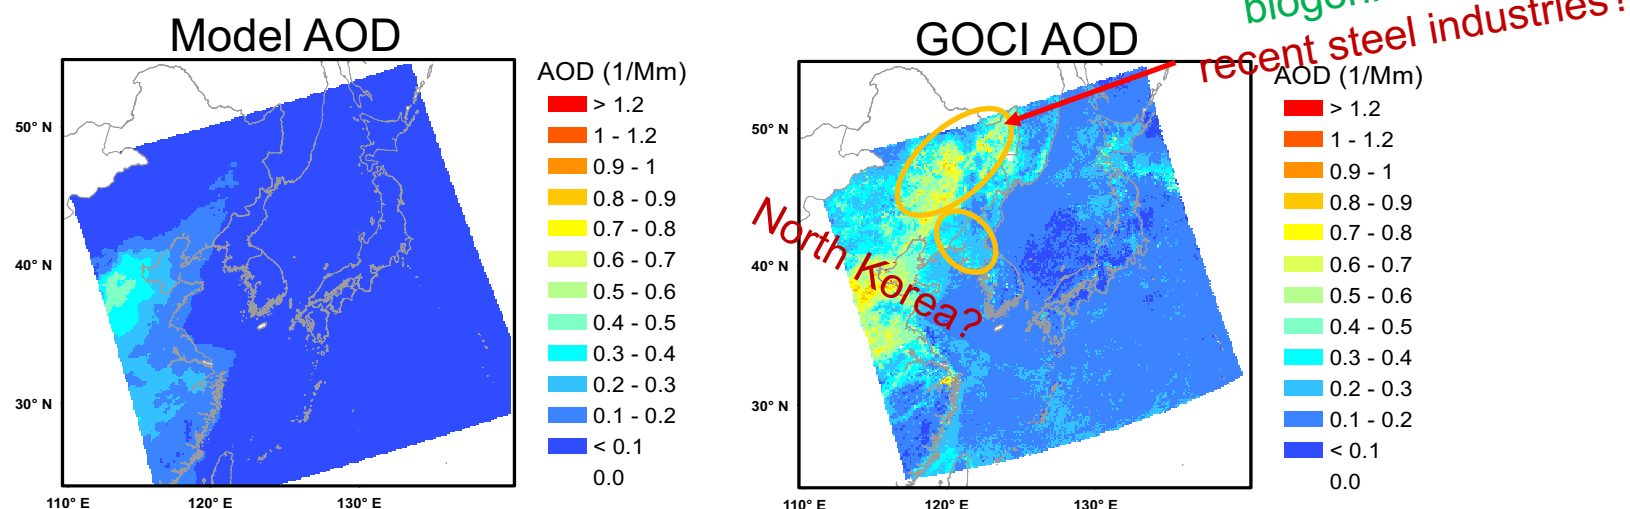 Model AOD
AOD (1/Mm)
> 1.2
1 - 1.2
0.9 - 1
0.8 - 0.9
0.7 - 0.8
0.6 - 0.7
0.5 - 0.6
0.4 - 0.5
0.3 - 0.4
0.2 - 0.3
0.1 - 0.2
< 0.1
0.0
50° N
40° N
30° N
110° E
120° E
130° E
GOCI AOD
recent steel industries?
AOD (1/Mm)
> 1.2
1 - 1.2
0.9 - 1
0.8 - 0.9
0.7 - 0.8
0.6 - 0.7
0.5 - 0.6
0.4 - 0.5
0.3 - 0.4
0.2 - 0.3
0.1 - 0.2
< 0.1
0.0
North Korea?
50° N
40° N
30° N
110° E
120° E
130° E